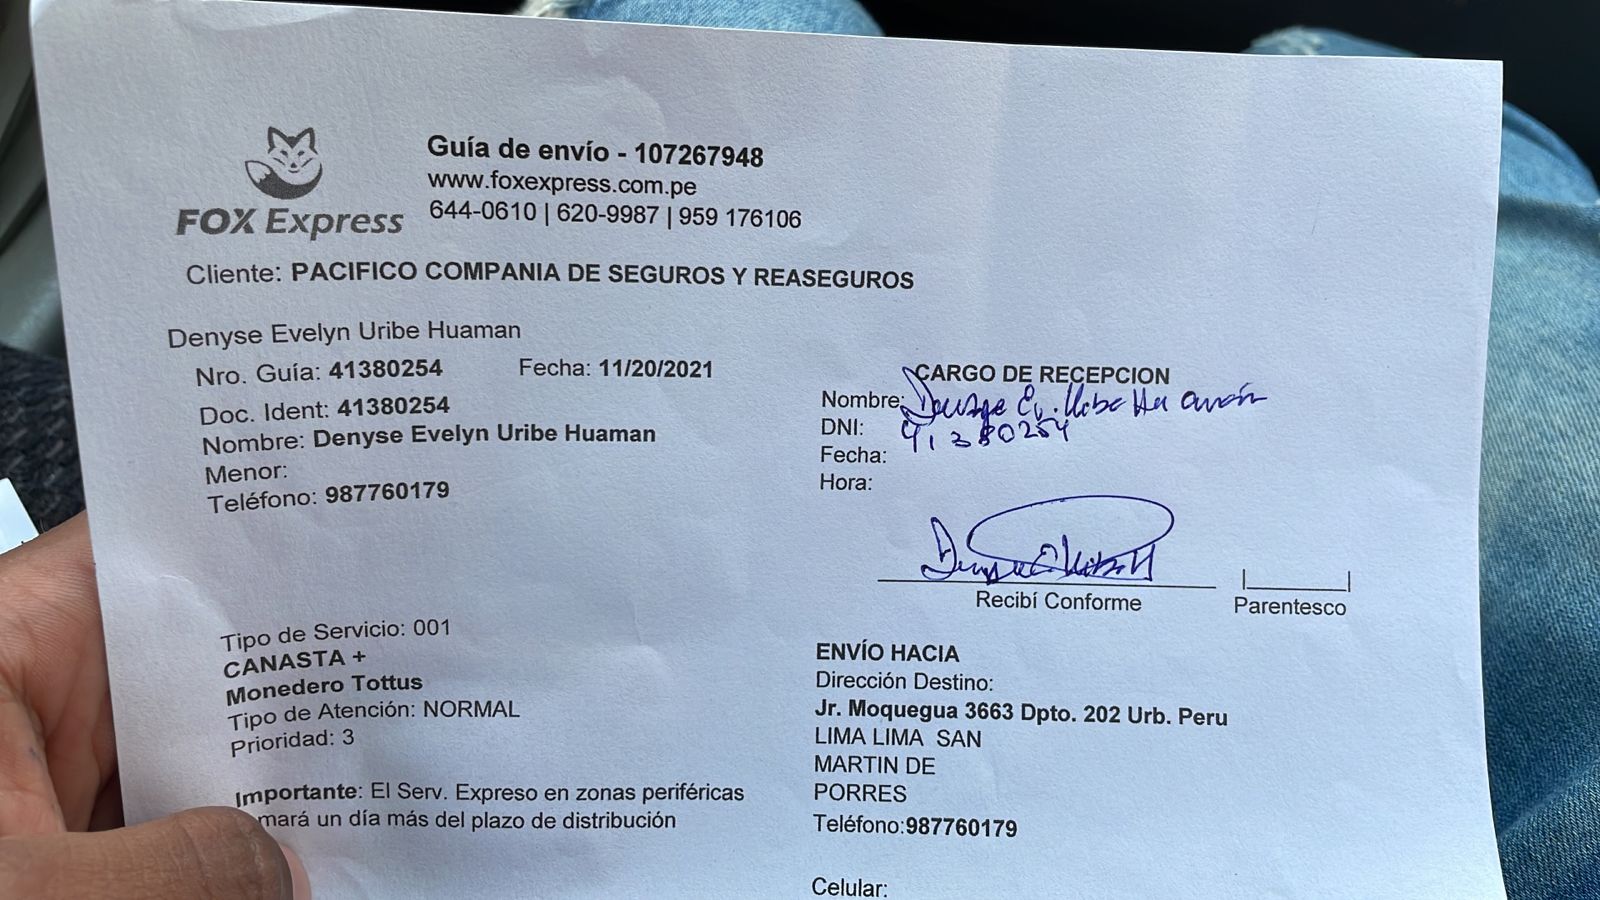 FOX Express
Guía de envío - 107267948
www.foxexpress.com.pe
644-0610 | 620-9987 | 959 176106
Cliente: PACIFICO COMPANIA DE SEGUROS Y REASEGUROS
Denyse Evelyn Uribe Huaman
Nro. Guía: 41380254 Fecha: 11/20/2021
Doc. Ident: 41380254
Nombre: Denyse Evelyn Uribe Huaman
Menor:
Teléfono: 987760179
CARGO DE RECEPCION
Nombre: Denyse Ev. Uribe Huamán
DNI: 41380254
Fecha:
Hora:
Recibí Conforme
Parentesco
Tipo de Servicio: 001
CANASTA +
Monedero Tottus
Tipo de Atención: NORMAL
Prioridad: 3
Importante: El Serv. Expreso en zonas periféricas
mará un día más del plazo de distribución
ENVÍO HACIA
Dirección Destino:
Jr. Moquegua 3663 Dpto. 202 Urb. Peru
LIMA LIMA SAN
MARTIN DE
PORRES
Teléfono:987760179
Celular: